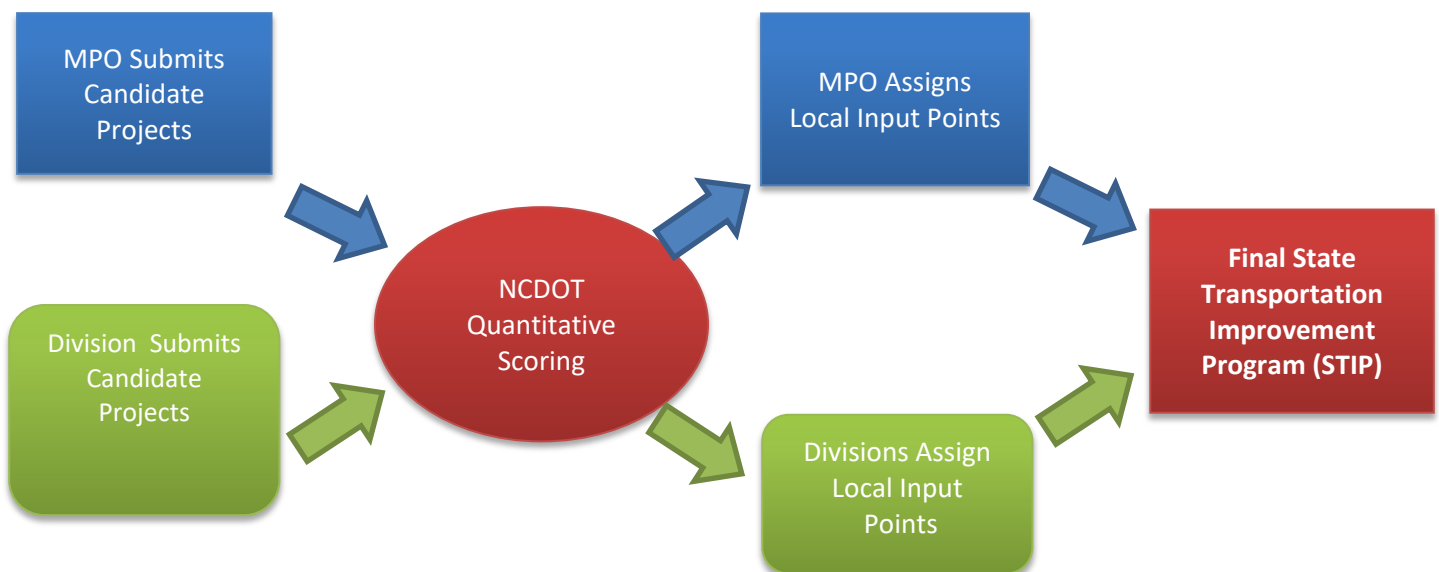 MPO Submits
Candidate
Projects
Division  Submits
Candidate
Projects
NCDOT
Quantitative
Scoring
MPO Assigns
Local Input Points
Divisions Assign
Local Input
Points
Final State
Transportation
Improvement
Program (STIP)